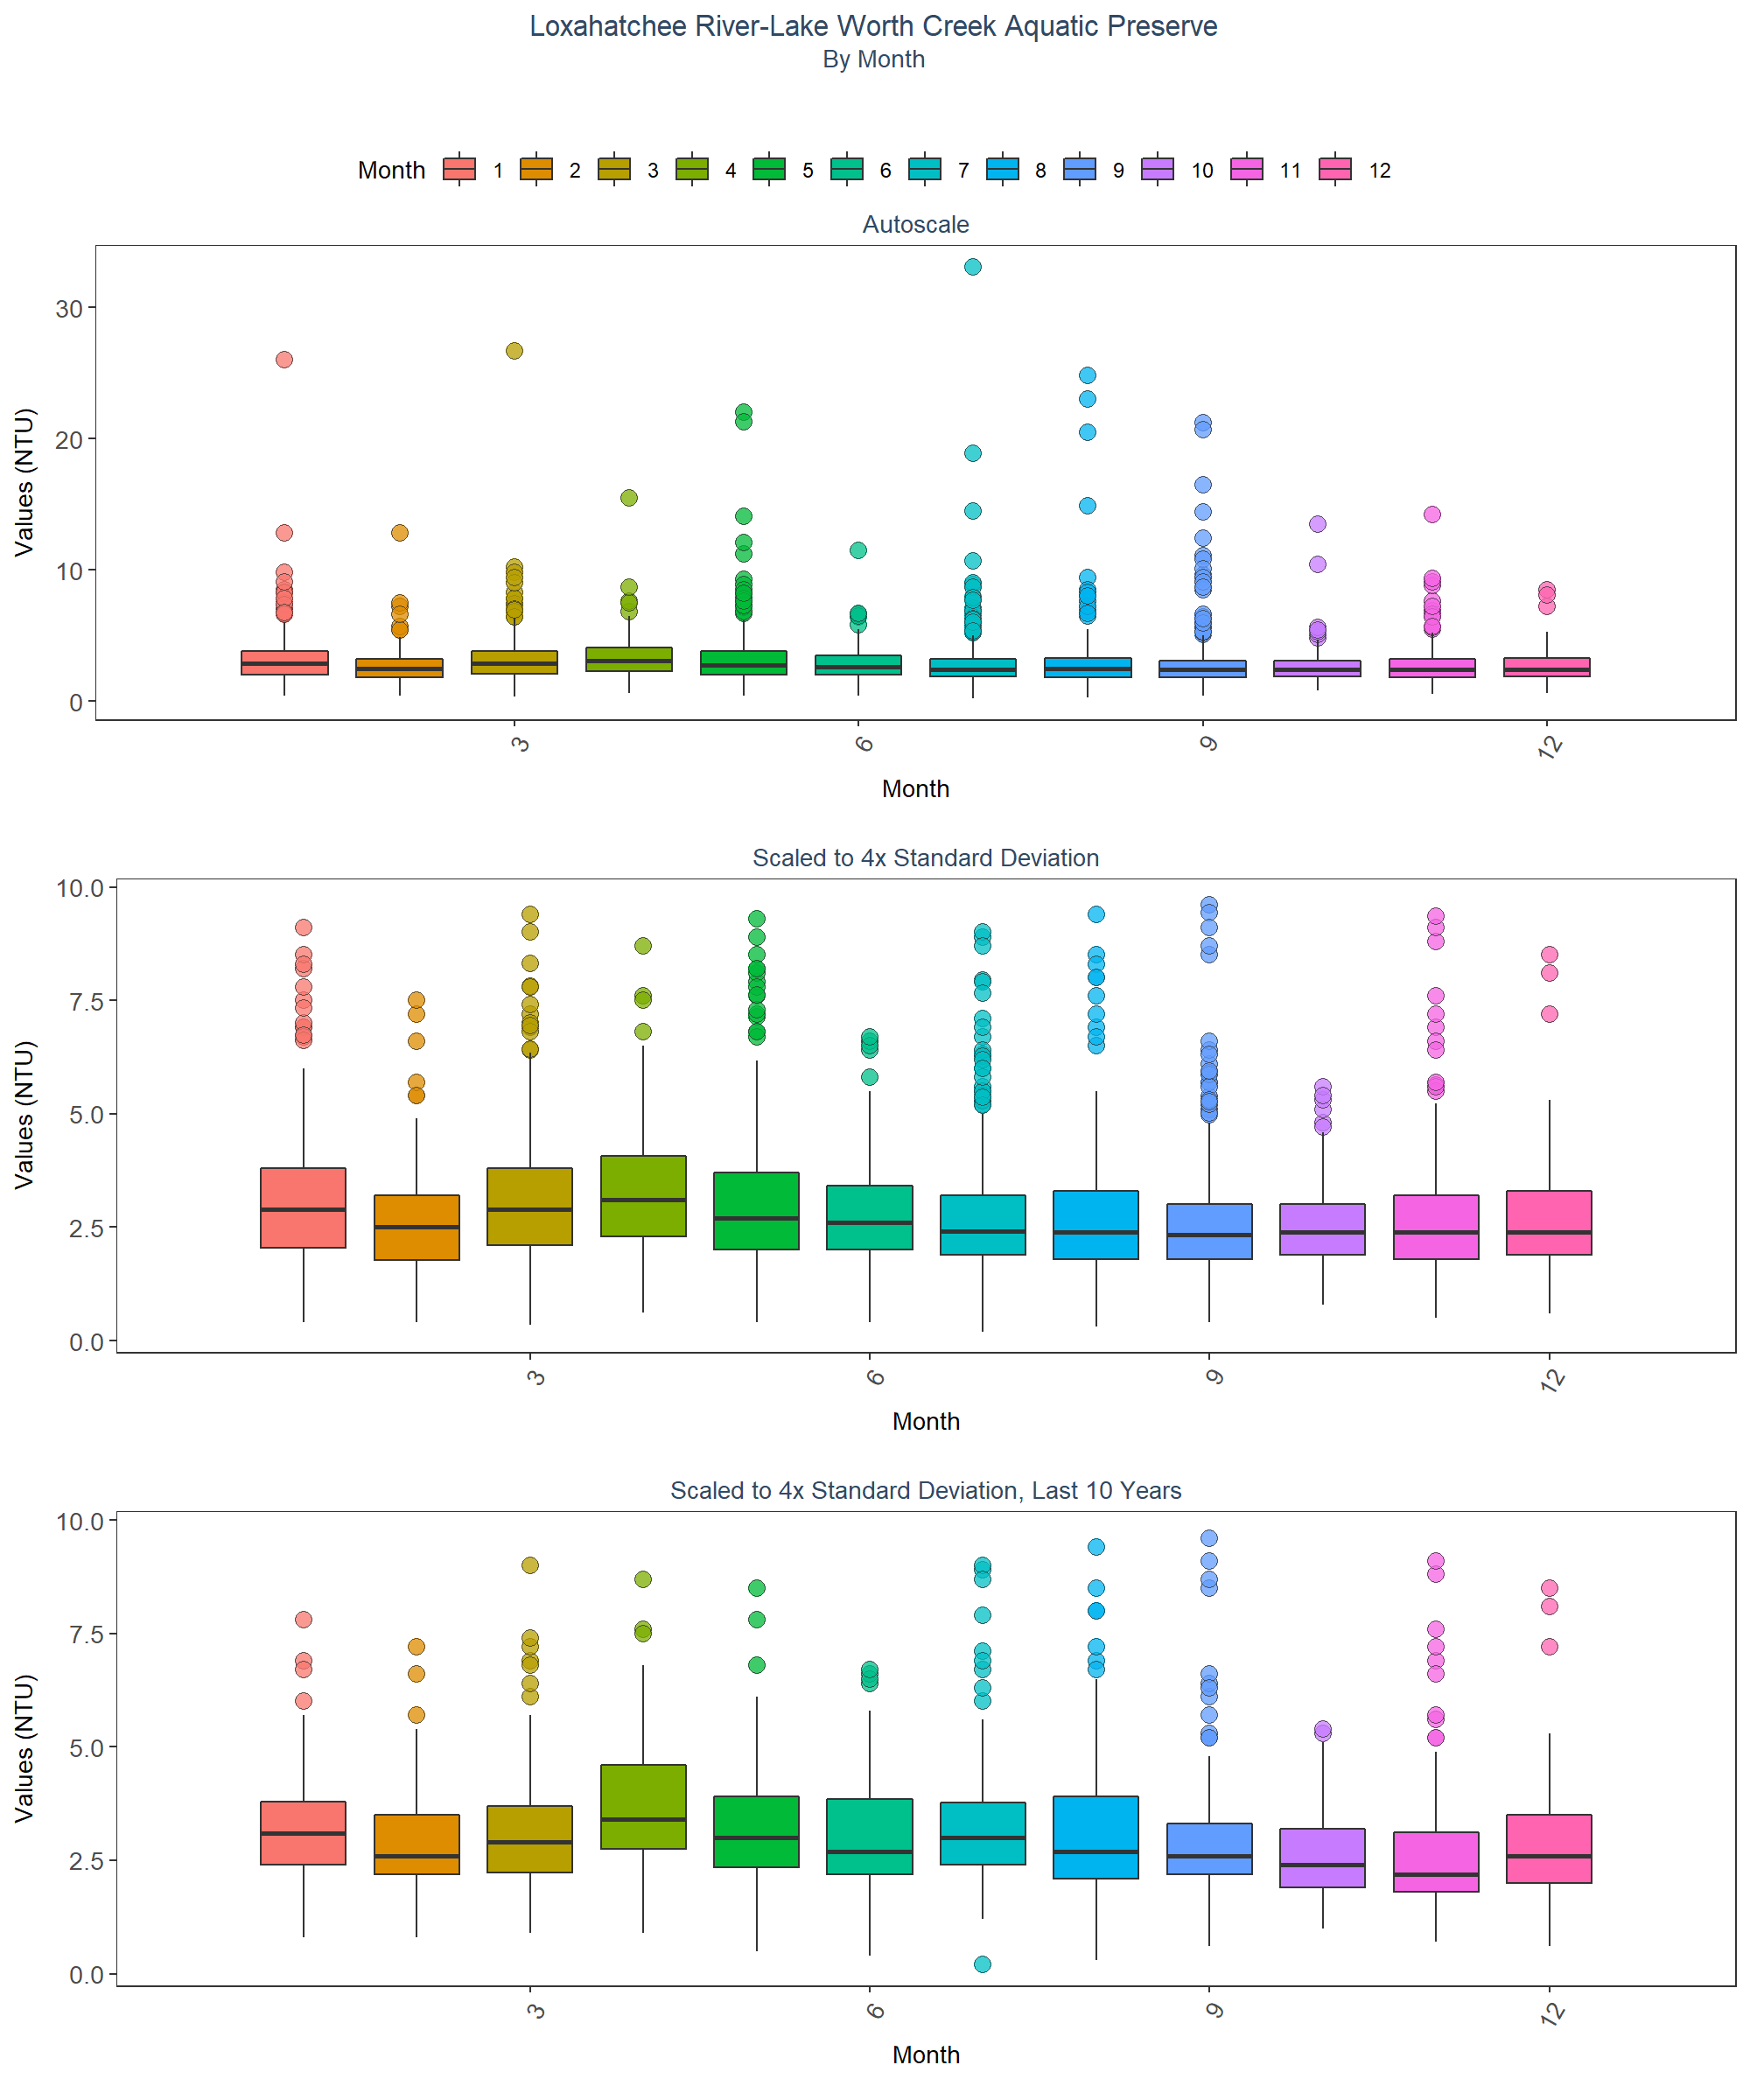 Loxahatchee River-Lake Worth Creek Aquatic Preserve
By Month
Month 1 2 3 4 5 6 7 8 9 10 11 12
Autoscale
Values (NTU)
30
20
10
0
3 6 9 12
Month
Scaled to 4x Standard Deviation
Values (NTU)
10.0
7.5
5.0
2.5
0.0
3 6 9 12
Month
Scaled to 4x Standard Deviation, Last 10 Years
Values (NTU)
10.0
7.5
5.0
2.5
0.0
3 6 9 12
Month